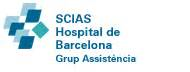 SCIAS
Hospital de
Barcelona
Grup Assistència